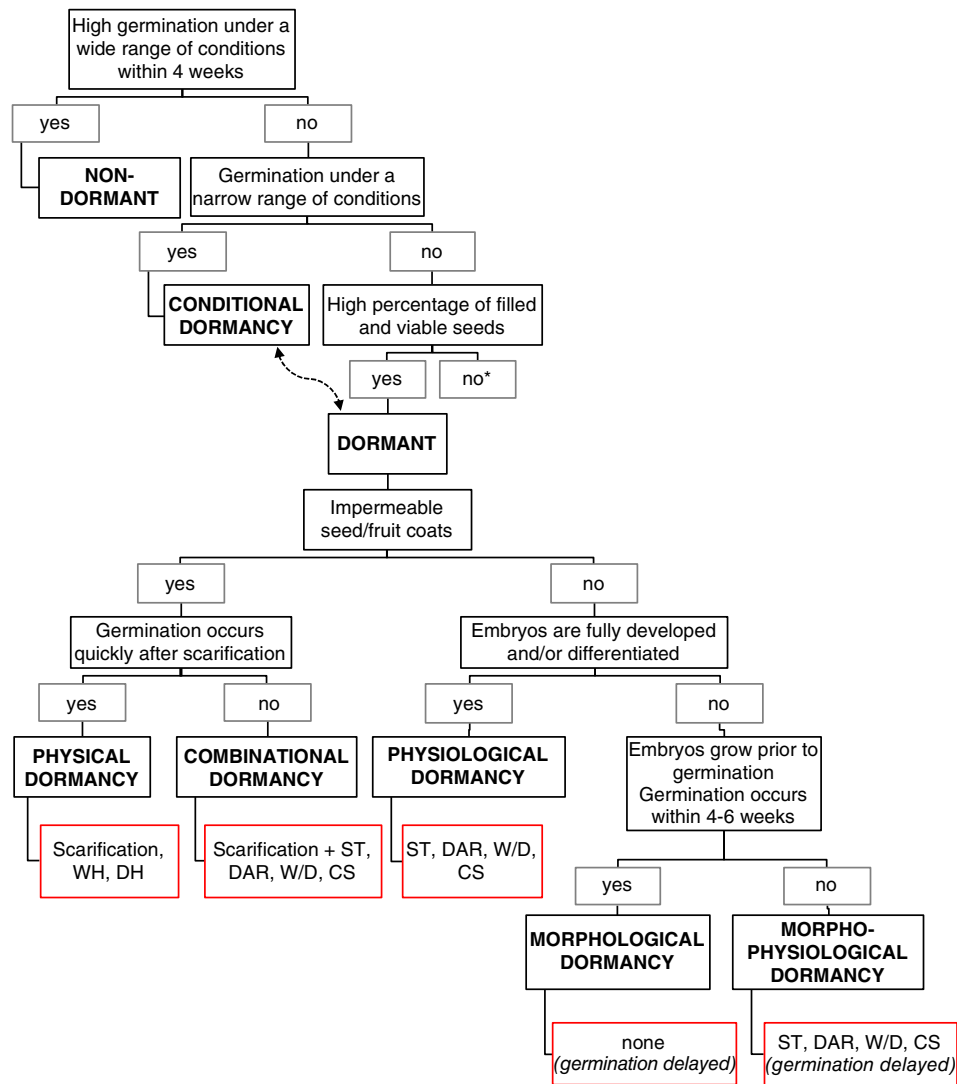 High germination under a
wide range of conditions
within 4 weeks
yes
no
NON-
DORMANT
Germination under a
narrow range of conditions
yes
no
CONDITIONAL
DORMANCY
High percentage of filled
and viable seeds
yes
no*
DORMANT
Impermeable
seed/fruit coats
yes
no
Germination occurs
quickly after scarification
Embryos are fully developed
and/or differentiated
yes
no
yes
no
PHYSICAL
DORMANCY
COMBINATIONAL
DORMANCY
PHYSIOLOGICAL
DORMANCY
Embryos grow prior to
germination
Germination occurs
within 4-6 weeks
Scarification,
WH, DH
Scarification + ST,
DAR, W/D, CS
ST, DAR, W/D,
CS
yes
no
MORPHOLOGICAL
DORMANCY
MORPHO-
PHYSIOLOGICAL
DORMANCY
none
(germination delayed)
ST, DAR, W/D, CS
(germination delayed)